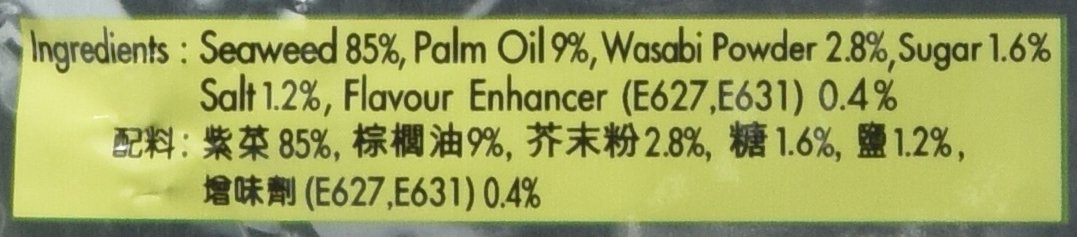 Ingredients : Seaweed 85%, Palm Oil 9%, Wasabi Powder 2.8%, Sugar 1.6%
Salt 1.2%, Flavour Enhancer (E627,E631) 0.4%
配料: 紫菜 85%, 棕櫚油9%, 芥末粉2.8%, 糖1.6%, 鹽1.2%,
增味劑 (E627,E631) 0.4%